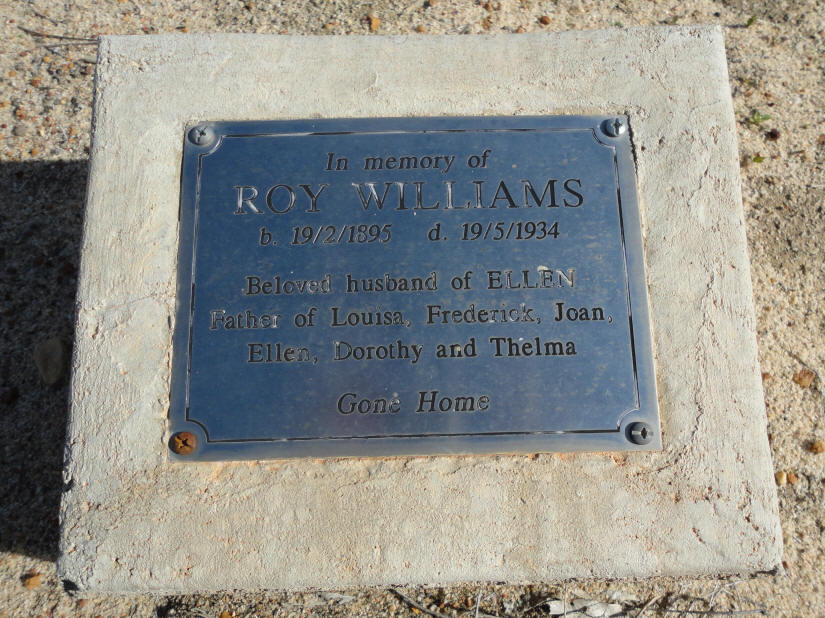 In memory of
ROY WILLIAMS
b. 19/2/1895 d. 19/5/1934
Beloved husband of ELLEN
Father of Louisa, Frederick, Joan,
Ellen, Dorothy and Thelma
Gone Home